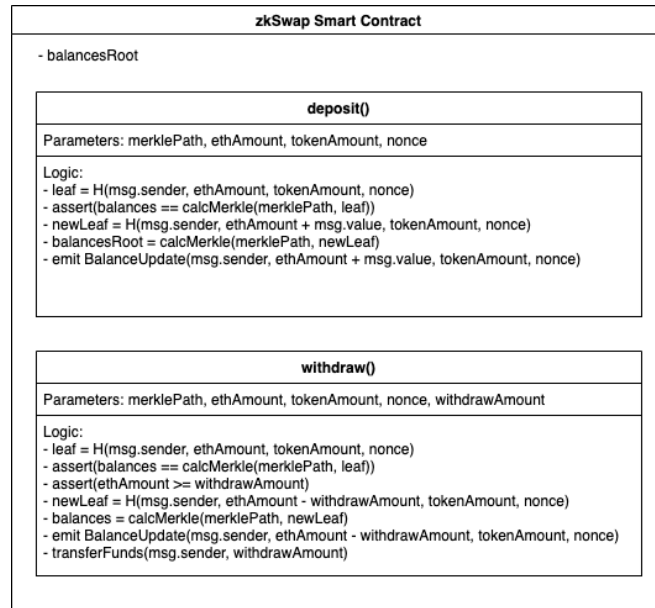 zkSwap Smart Contract
- balancesRoot
deposit()
Parameters: merklePath, ethAmount, tokenAmount, nonce
Logic:
- leaf = H(msg.sender, ethAmount, tokenAmount, nonce)
- assert(balances == calcMerkle(merklePath, leaf))
- newLeaf = H(msg.sender, ethAmount + msg.value, tokenAmount, nonce)
- balancesRoot = calcMerkle(merklePath, newLeaf)
- emit BalanceUpdate(msg.sender, ethAmount + msg.value, tokenAmount, nonce)
withdraw()
Parameters: merklePath, ethAmount, tokenAmount, nonce, withdrawAmount
Logic:
- leaf = H(msg.sender, ethAmount, tokenAmount, nonce)
- assert(balances == calcMerkle(merklePath, leaf))
- assert(ethAmount >= withdrawAmount)
- newLeaf = H(msg.sender, ethAmount - withdrawAmount, tokenAmount, nonce)
- balances = calcMerkle(merklePath, newLeaf)
- emit BalanceUpdate(msg.sender, ethAmount - withdrawAmount, tokenAmount, nonce)
- transferFunds(msg.sender, withdrawAmount)